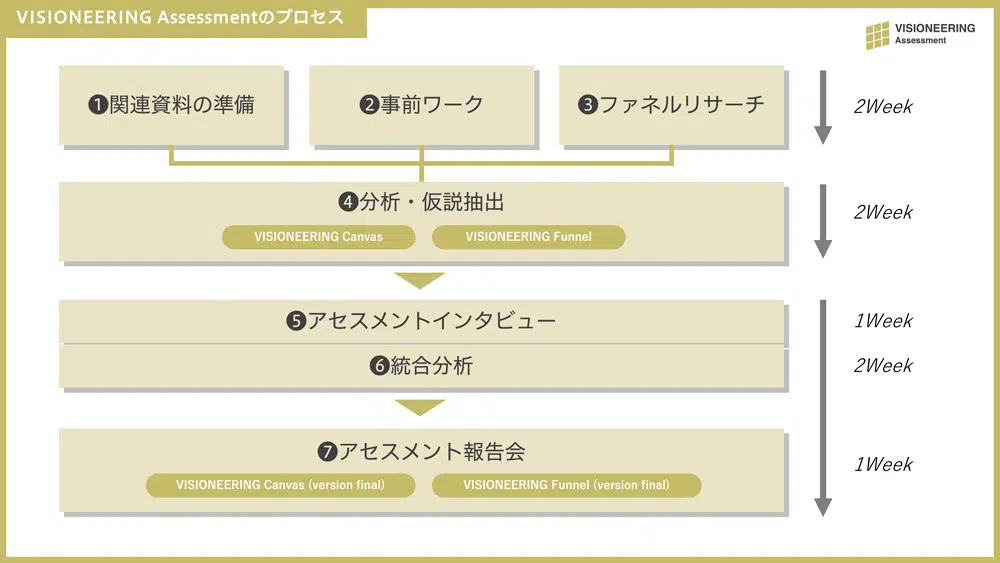 VISIONEERING Assessmentのプロセス
VISIONEERING
Assessment
❶関連資料の準備
❷事前ワーク
❸ファネルリサーチ
2Week
❹分析・仮説抽出
VISIONEERING Canvas
VISIONEERING Funnel
2Week
❺アセスメントインタビュー
1Week
❻統合分析
2Week
❼アセスメント報告会
VISIONEERING Canvas (version final)
VISIONEERING Funnel (version final)
1Week